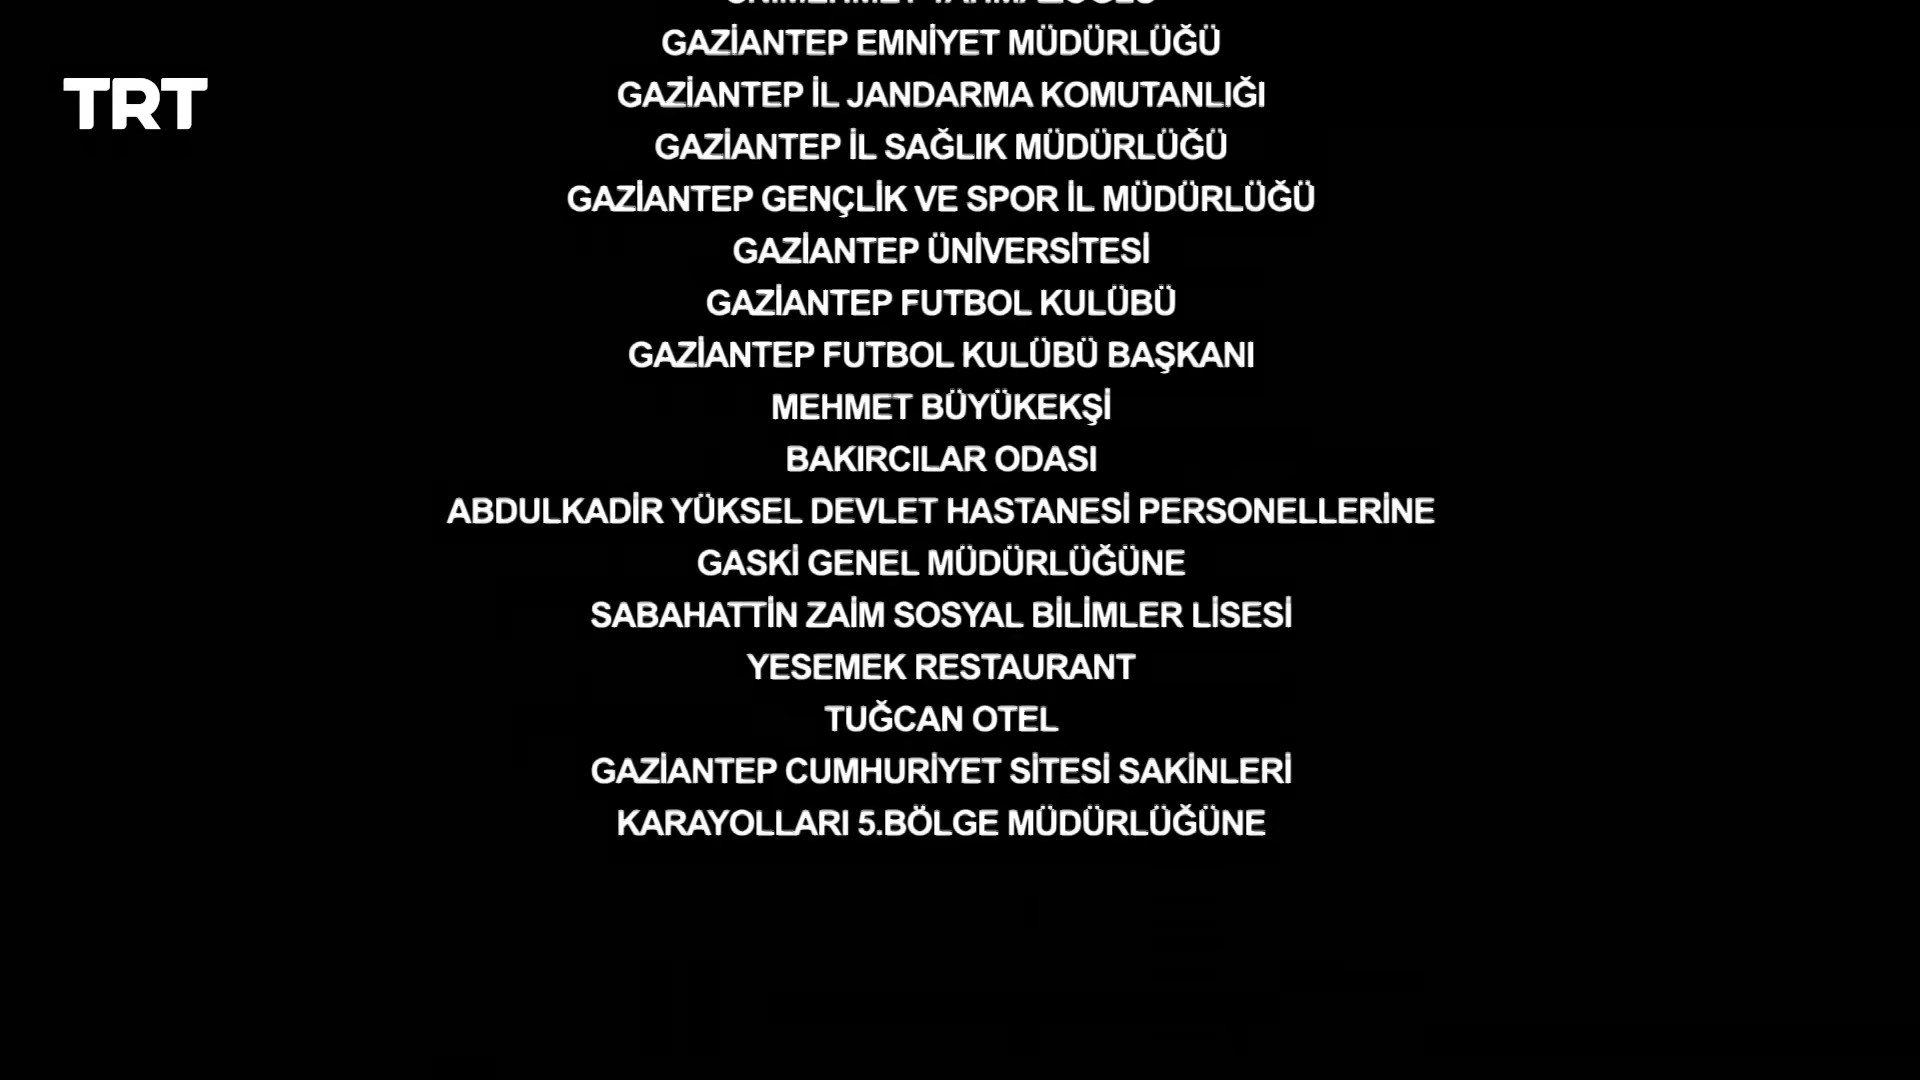 TRT
GAZİANTEP EMNİYET MÜDÜRLÜĞÜ
GAZİANTEP İL JANDARMA KOMUTANLIĞI
GAZİANTEP İL SAĞLIK MÜDÜRLÜĞÜ
GAZİANTEP GENÇLİK VE SPOR İL MÜDÜRLÜĞÜ
GAZİANTEP ÜNİVERSİTESİ
GAZİANTEP FUTBOL KULÜBÜ
GAZİANTEP FUTBOL KULÜBÜ BAŞKANI
MEHMET BÜYÜKEKŞİ
BAKIRCILAR ODASI
ABDULKADİR YÜKSEL DEVLET HASTANESİ PERSONELLERİNE
GASKİ GENEL MÜDÜRLÜĞÜNE
SABAHATTİN ZAİM SOSYAL BİLİMLER LİSESİ
YESEMEK RESTAURANT
TUĞCAN OTEL
GAZİANTEP CUMHURİYET SİTESİ SAKİNLERİ
KARAYOLLARI 5.BÖLGE MÜDÜRLÜĞÜNE